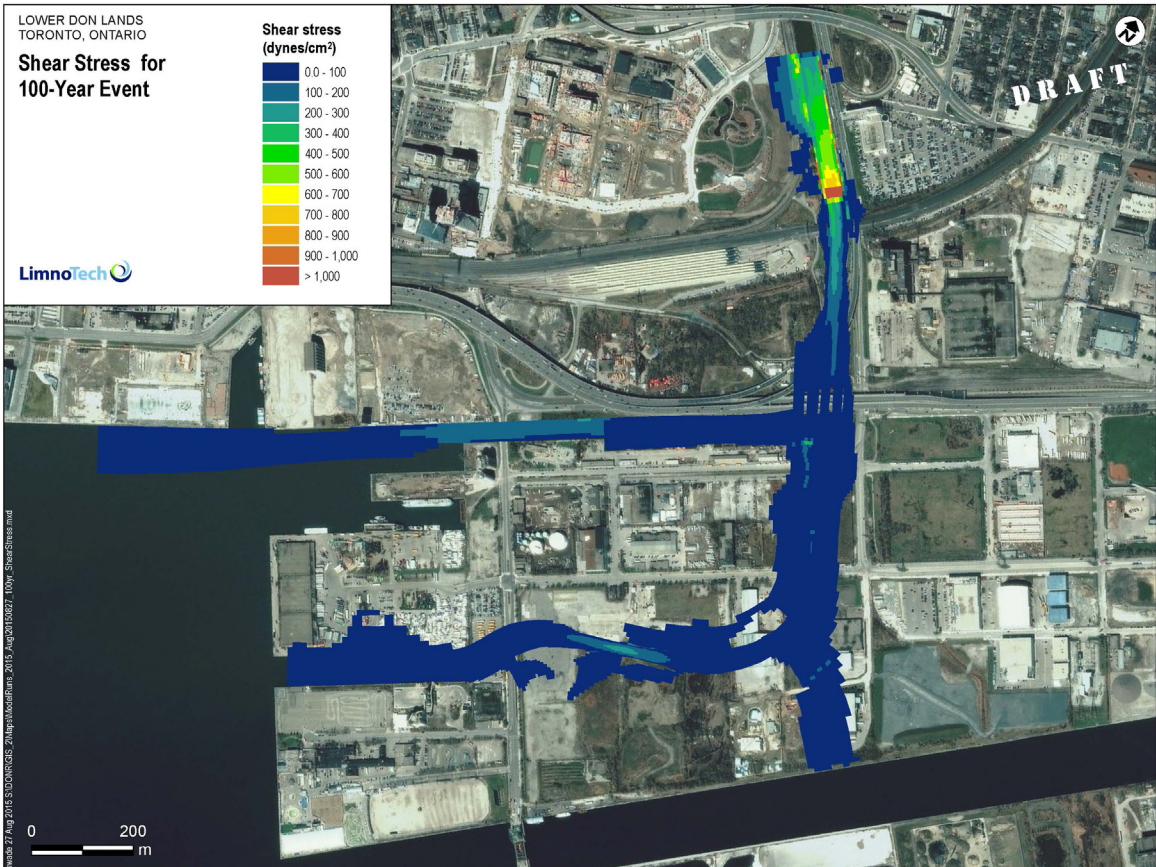 LOWER DON LANDS
TORONTO, ONTARIO
Shear Stress for
100-Year Event
Shear stress
(dynes/cm²)
0.0 - 100
100 - 200
200 - 300
300 - 400
400 - 500
500 - 600
600 - 700
700 - 800
800 - 900
900 - 1,000
> 1,000
LimnoTech
DRAFT
0 200
m